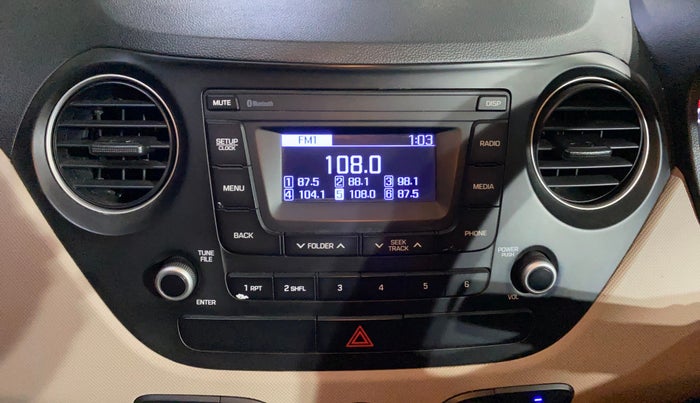 MUTE
Bluetooth
DISP
SETUP
CLOCK
FM1 1:03
RADIO
108.0
1 87.5 2 88.1 3 98.1
4 104.1 5 108.0 6 87.5
MENU
MEDIA
BACK
FOLDER
SEEK
TRACK
PHONE
TUNE
FILE
POWER
PUSH
1 RPT 2 SHFL 3 4 5 6
ENTER
VOL